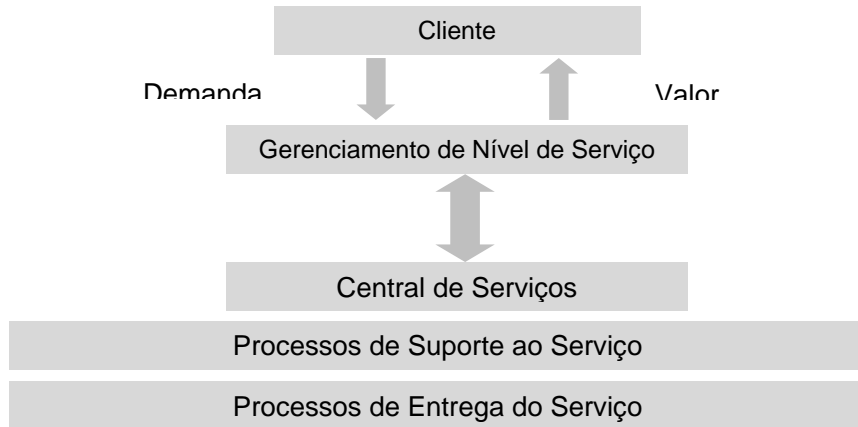 Cliente
Demanda
Valor
Gerenciamento de Nível de Serviço
Central de Serviços
Processos de Suporte ao Serviço
Processos de Entrega do Serviço